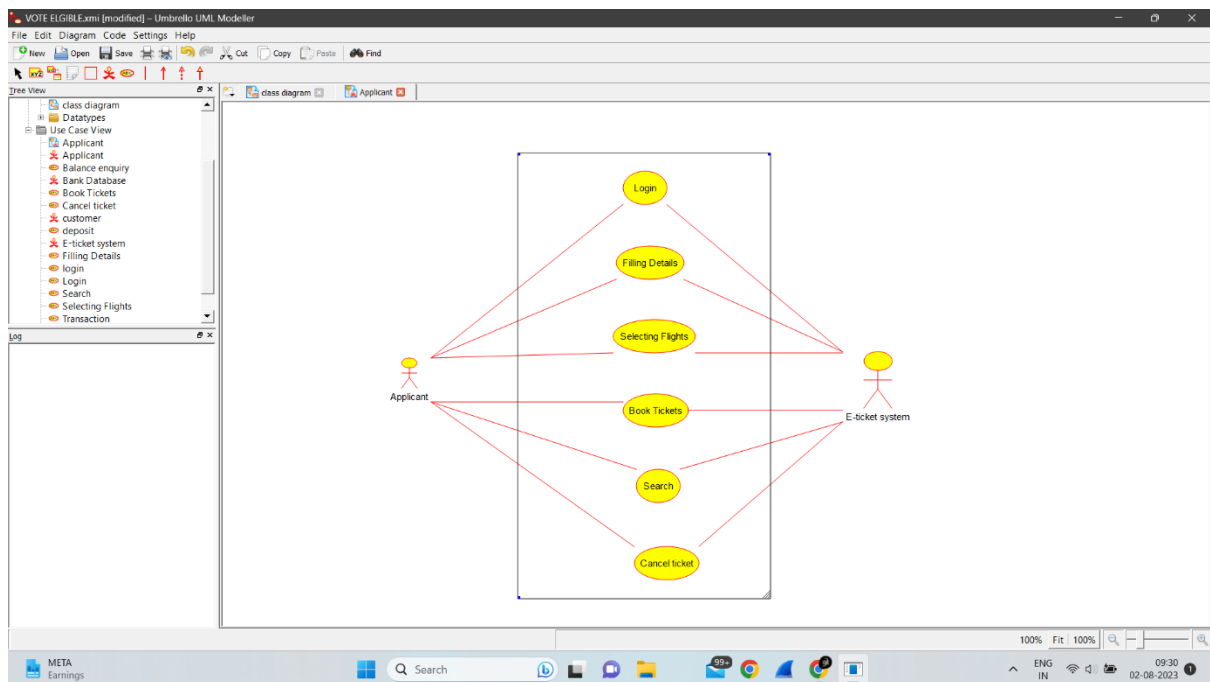 VOTE ELGIBLE.xmi [modified] – Umbrello UML Modeller
File Edit Diagram Code Settings Help
New Open Save Cut Copy Paste Find
Tree View
class diagram
Datatypes
Use Case View
Applicant
Applicant
Balance enquiry
Bank Database
Book Tickets
Cancel ticket
customer
deposit
E-ticket system
Filling Details
login
Login
Search
Selecting Flights
Transaction
Log
class diagram Applicant
Login
Filling Details
Selecting Flights
Applicant
Book Tickets
E-ticket system
Search
Cancel ticket
100% Fit 100%
META
Earnings
Search
99+
ENG
IN
09:30
02-08-2023
1